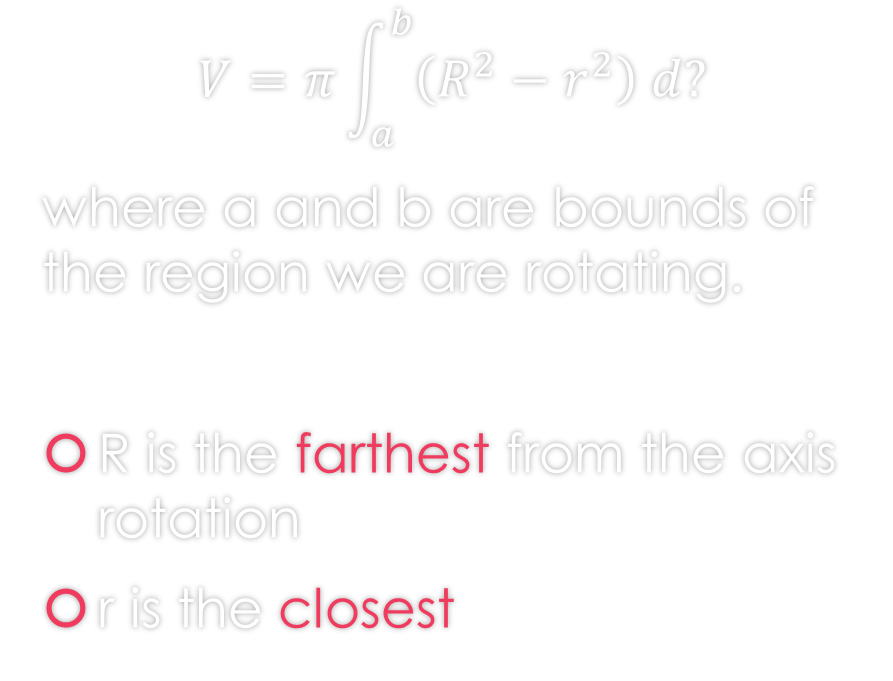 V = π ∫_a^b (R² − r²) d?
where a and b are bounds of
the region we are rotating.
R is the farthest from the axis
rotation
r is the closest